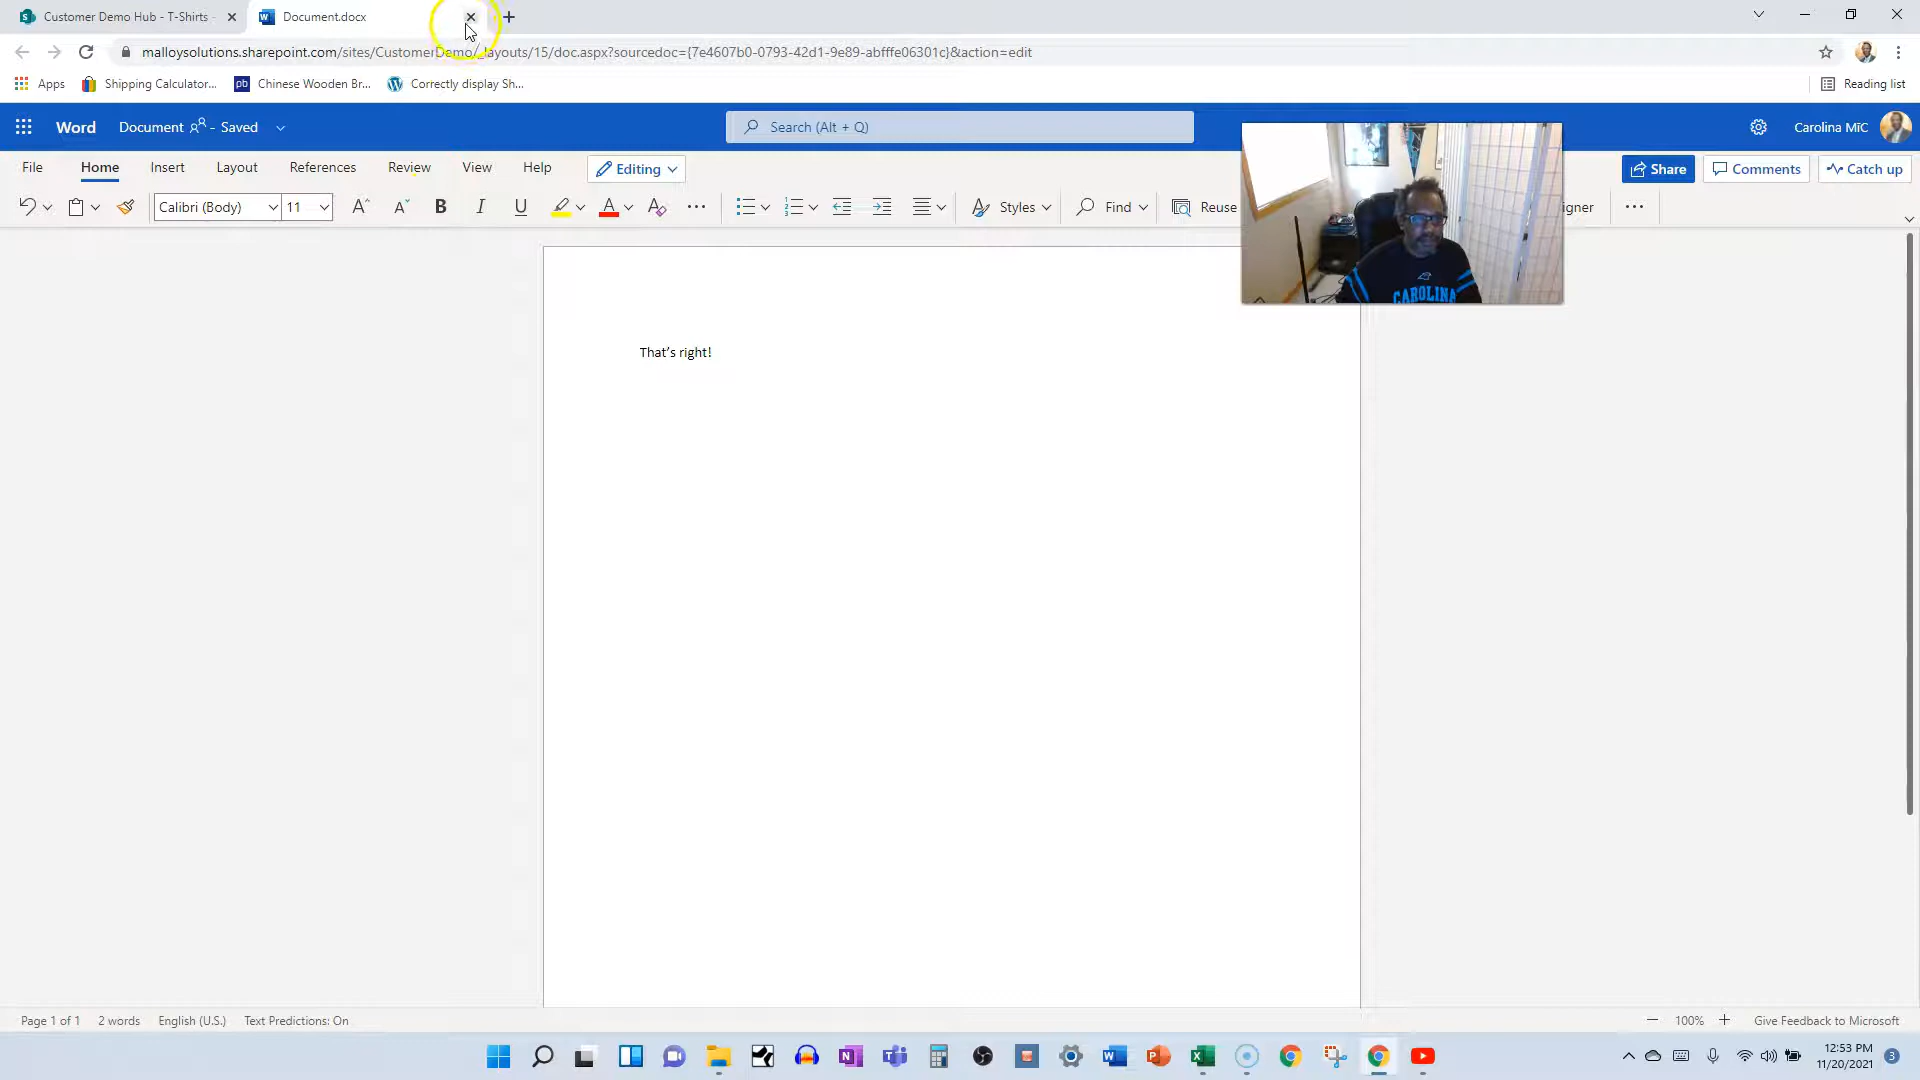 Customer Demo Hub - T-Shirts -
Document.docx
malloysolutions.sharepoint.com/sites/CustomerDemo/_layouts/15/doc.aspx?sourcedoc={7e4607b0-0793-42d1-9e89-abfffe06301c}&action=edit
Apps
Shipping Calculator...
pb
Chinese Wooden Br...
Correctly display Sh...
Reading list
Word
Document - Saved
Search (Alt + Q)
Carolina MiC
File
Home
Insert
Layout
References
Review
View
Help
Editing
Share
Comments
Catch up
Calibri (Body)
11
Styles
Find
Reuse
igner
CAROLINA
That's right!
Page 1 of 1
2 words
English (U.S.)
Text Predictions: On
100%
Give Feedback to Microsoft
12:53 PM
11/20/2021
3